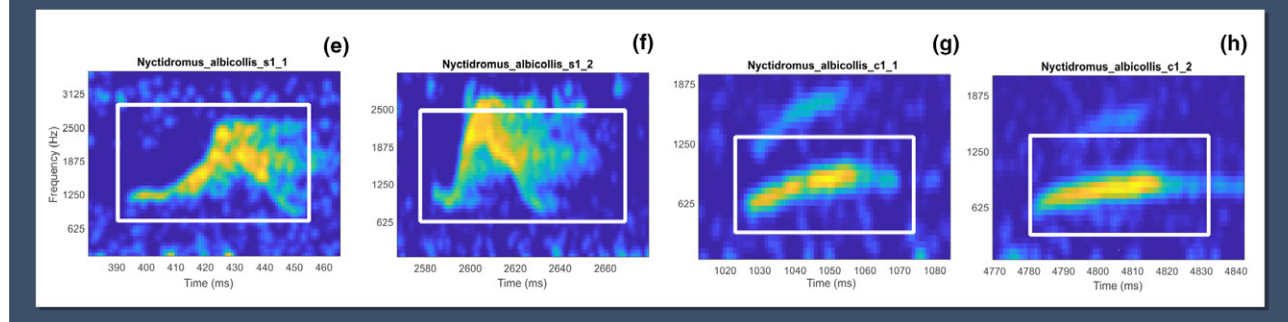 (e)
Nyctidromus_albicollis_s1_1
3125
2500
1875
1250
625
Frequency (Hz)
390 400 410 420 430 440 450 460
Time (ms)
(f)
Nyctidromus_albicollis_s1_2
2500
1875
1250
625
2580 2600 2620 2640 2660
Time (ms)
(g)
Nyctidromus_albicollis_c1_1
1875
1250
625
1020 1030 1040 1050 1060 1070 1080
Time (ms)
(h)
Nyctidromus_albicollis_c1_2
1875
1250
625
4770 4780 4790 4800 4810 4820 4830 4840
Time (ms)